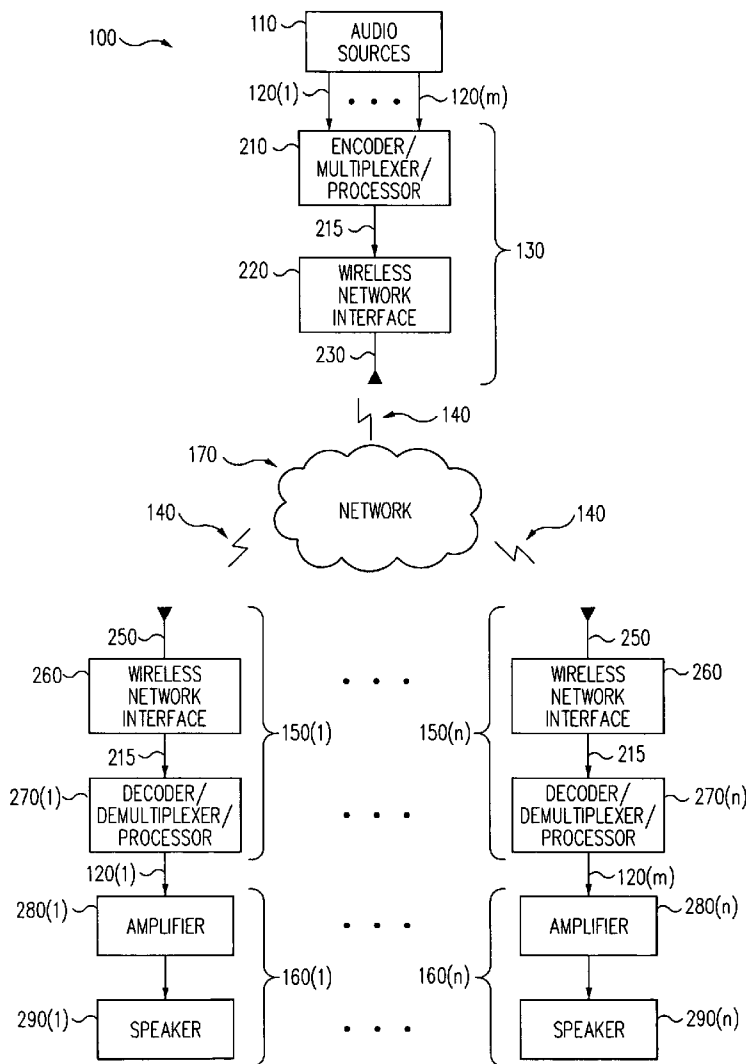 100
110
AUDIO
SOURCES
120(1)
120(m)
210
ENCODER/
MULTIPLEXER/
PROCESSOR
215
130
220
WIRELESS
NETWORK
INTERFACE
230
140
170
NETWORK
140
140
250
250
260
WIRELESS
NETWORK
INTERFACE
WIRELESS
NETWORK
INTERFACE
260
150(1)
150(n)
215
215
270(1)
DECODER/
DEMULTIPLEXER/
PROCESSOR
DECODER/
DEMULTIPLEXER/
PROCESSOR
270(n)
120(1)
120(m)
280(1)
AMPLIFIER
AMPLIFIER
280(n)
160(1)
160(n)
290(1)
SPEAKER
SPEAKER
290(n)